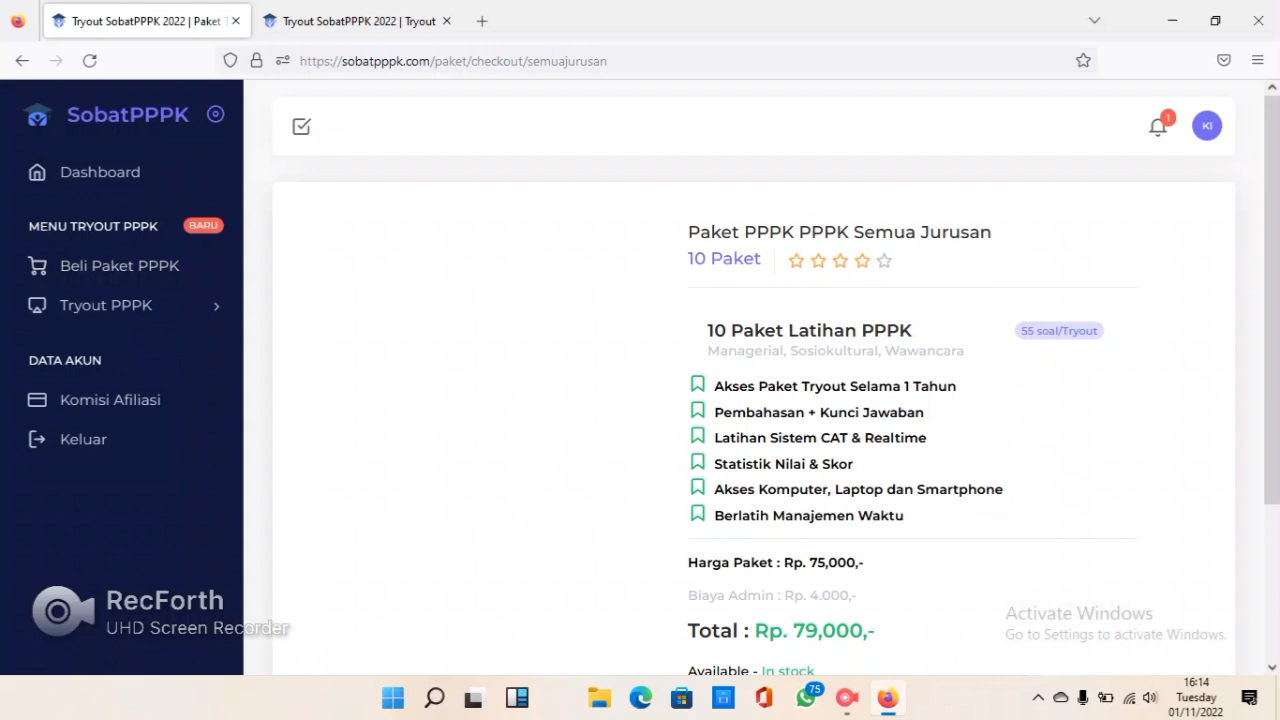 Tryout SobatPPPK 2022 | Paket T
Tryout SobatPPPK 2022 | Tryout
https://sobatpppk.com/paket/checkout/semuajurusan
SobatPPPK
Dashboard
MENU TRYOUT PPPK BARU
Beli Paket PPPK
Tryout PPPK
DATA AKUN
Komisi Afiliasi
Keluar
RecForth
UHD Screen Recorder
1
KI
Paket PPPK PPPK Semua Jurusan
10 Paket
10 Paket Latihan PPPK
55 soal/Tryout
Managerial, Sosiokultural, Wawancara
Akses Paket Tryout Selama 1 Tahun
Pembahasan + Kunci Jawaban
Latihan Sistem CAT & Realtime
Statistik Nilai & Skor
Akses Komputer, Laptop dan Smartphone
Berlatih Manajemen Waktu
Harga Paket : Rp. 75,000,-
Biaya Admin : Rp. 4.000,-
Total : Rp. 79,000,-
Available - In stock
Activate Windows
Go to Settings to activate Windows.
75
16:14
Tuesday
01/11/2022